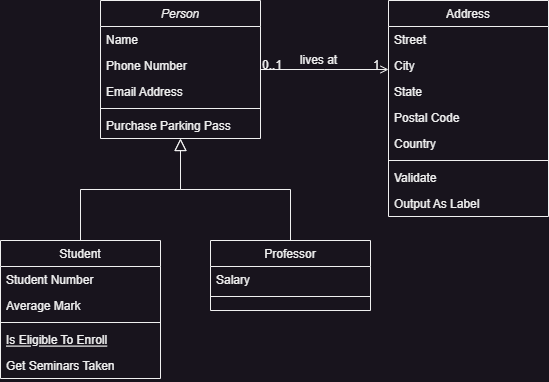 Person
Name
Phone Number
Email Address
Purchase Parking Pass
0..1
lives at
1
Address
Street
City
State
Postal Code
Country
Validate
Output As Label
Student
Student Number
Average Mark
Is Eligible To Enroll
Get Seminars Taken
Professor
Salary